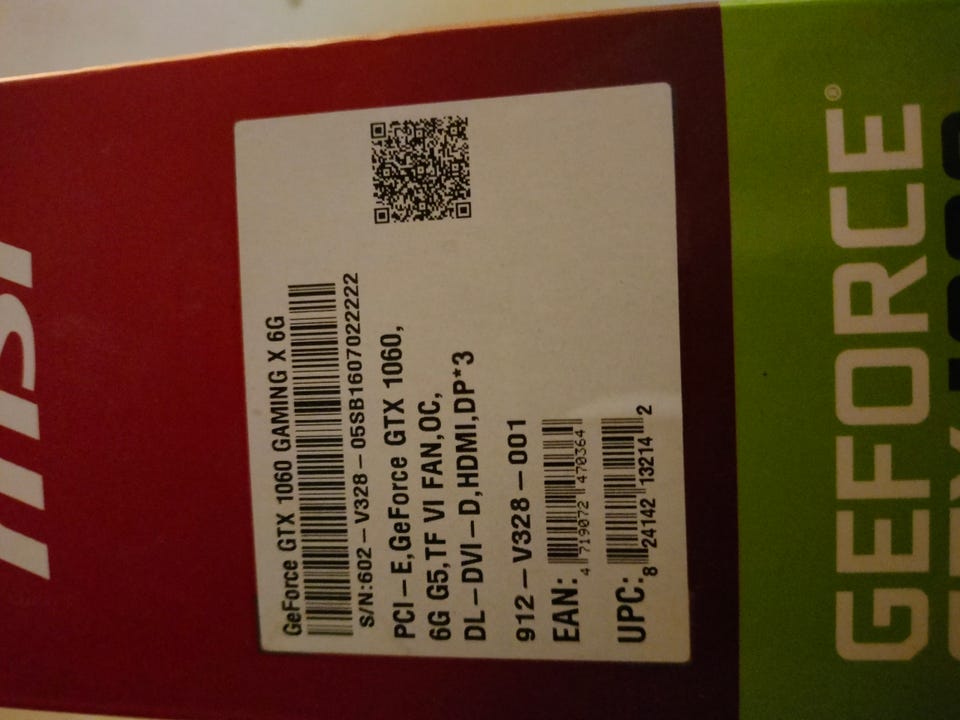 msi
GeForce GTX 1060 GAMING X 6G
S/N:602-V328-05SB1607022222
PCI-E,GeForce GTX 1060,
6G G5,TF VI FAN,OC,
DL-DVI-D,HDMI,DP*3
912-V328-001
EAN:
4 719072 470364
UPC:
8 24142 13214 2
GEFORCE®